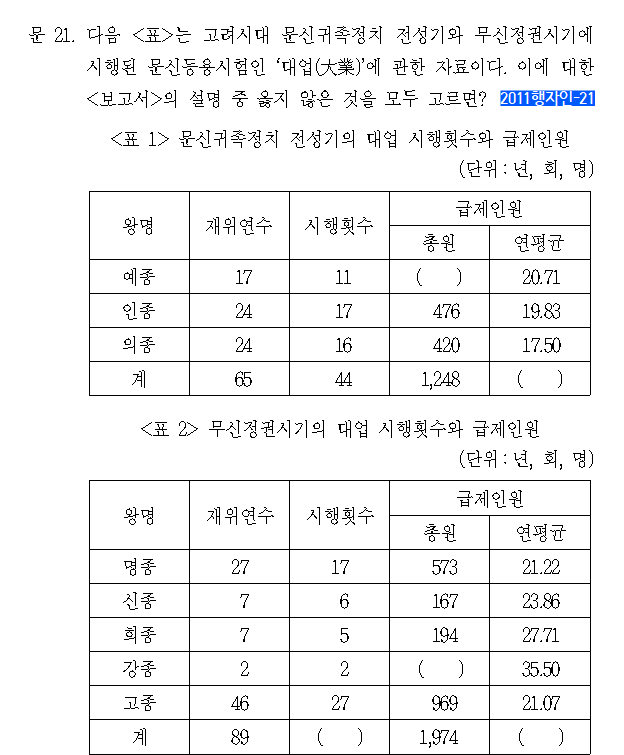 문 21. 다음 <표>는 고려시대 문신귀족정치 전성기와 무신정권시기에
시행된 문신등용시험인 ‘대업(大業)’에 관한 자료이다. 이에 대한
<보고서>의 설명 중 옳지 않은 것을 모두 고르면? 2011행자인-21
<표 1> 문신귀족정치 전성기의 대업 시행횟수와 급제인원
(단위 : 년, 회, 명)
왕명 재위연수 시행횟수 급제인원
총원 연평균
예종 17 11 ( ) 20.71
인종 24 17 476 19.83
의종 24 16 420 17.50
계 65 44 1,248 ( )
<표 2> 무신정권시기의 대업 시행횟수와 급제인원
(단위 : 년, 회, 명)
왕명 재위연수 시행횟수 급제인원
총원 연평균
명종 27 17 573 21.22
신종 7 6 167 23.86
희종 7 5 194 27.71
강종 2 2 ( ) 35.50
고종 46 27 969 21.07
계 89 ( ) 1,974 ( )